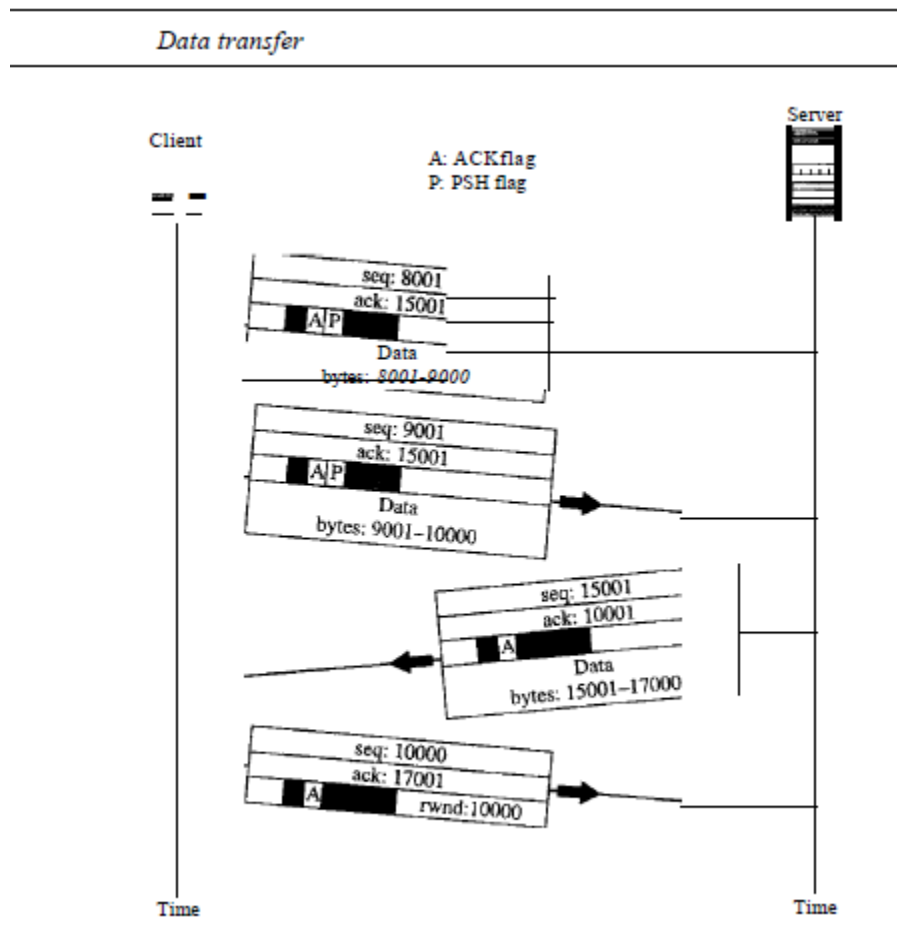 Data transfer
Server
Client
A: ACKflag
P: PSH flag
seq: 8001
ack: 15001
A P
Data
bytes: 8001-9000
seq: 9001
ack: 15001
A P
Data
bytes: 9001–10000
seq: 15001
ack: 10001
A
Data
bytes: 15001–17000
seq: 10000
ack: 17001
A
rwnd:10000
Time
Time